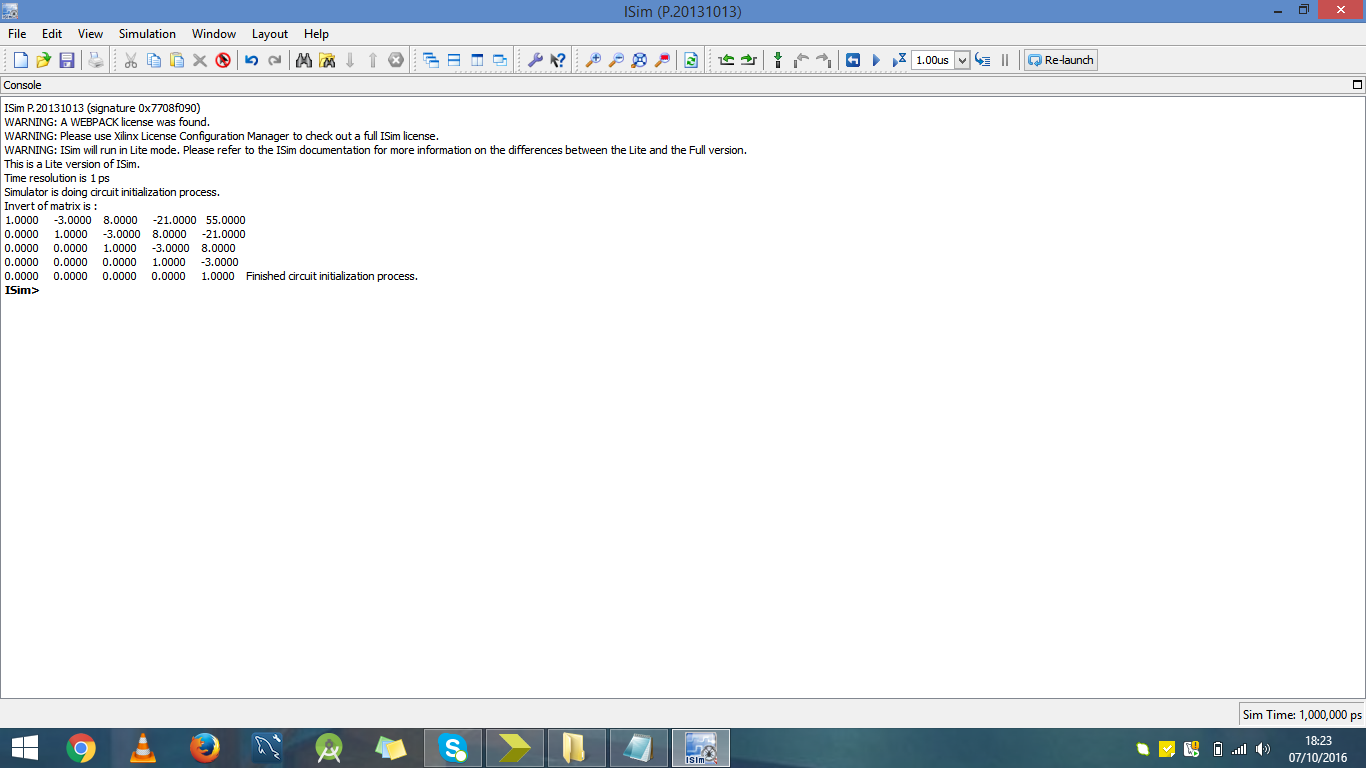 ISim (P.20131013)
File Edit View Simulation Window Layout Help
1.00us Re-launch
Console
ISim P.20131013 (signature 0x7708f090)
WARNING: A WEBPACK license was found.
WARNING: Please use Xilinx License Configuration Manager to check out a full ISim license.
WARNING: ISim will run in Lite mode. Please refer to the ISim documentation for more information on the differences between the Lite and the Full version.
This is a Lite version of ISim.
Time resolution is 1 ps
Simulator is doing circuit initialization process.
Invert of matrix is :
1.0000 -3.0000 8.0000 -21.0000 55.0000
0.0000 1.0000 -3.0000 8.0000 -21.0000
0.0000 0.0000 1.0000 -3.0000 8.0000
0.0000 0.0000 0.0000 1.0000 -3.0000
0.0000 0.0000 0.0000 0.0000 1.0000 Finished circuit initialization process.
ISim>
Sim Time: 1,000,000 ps
ISim
18:23
07/10/2016